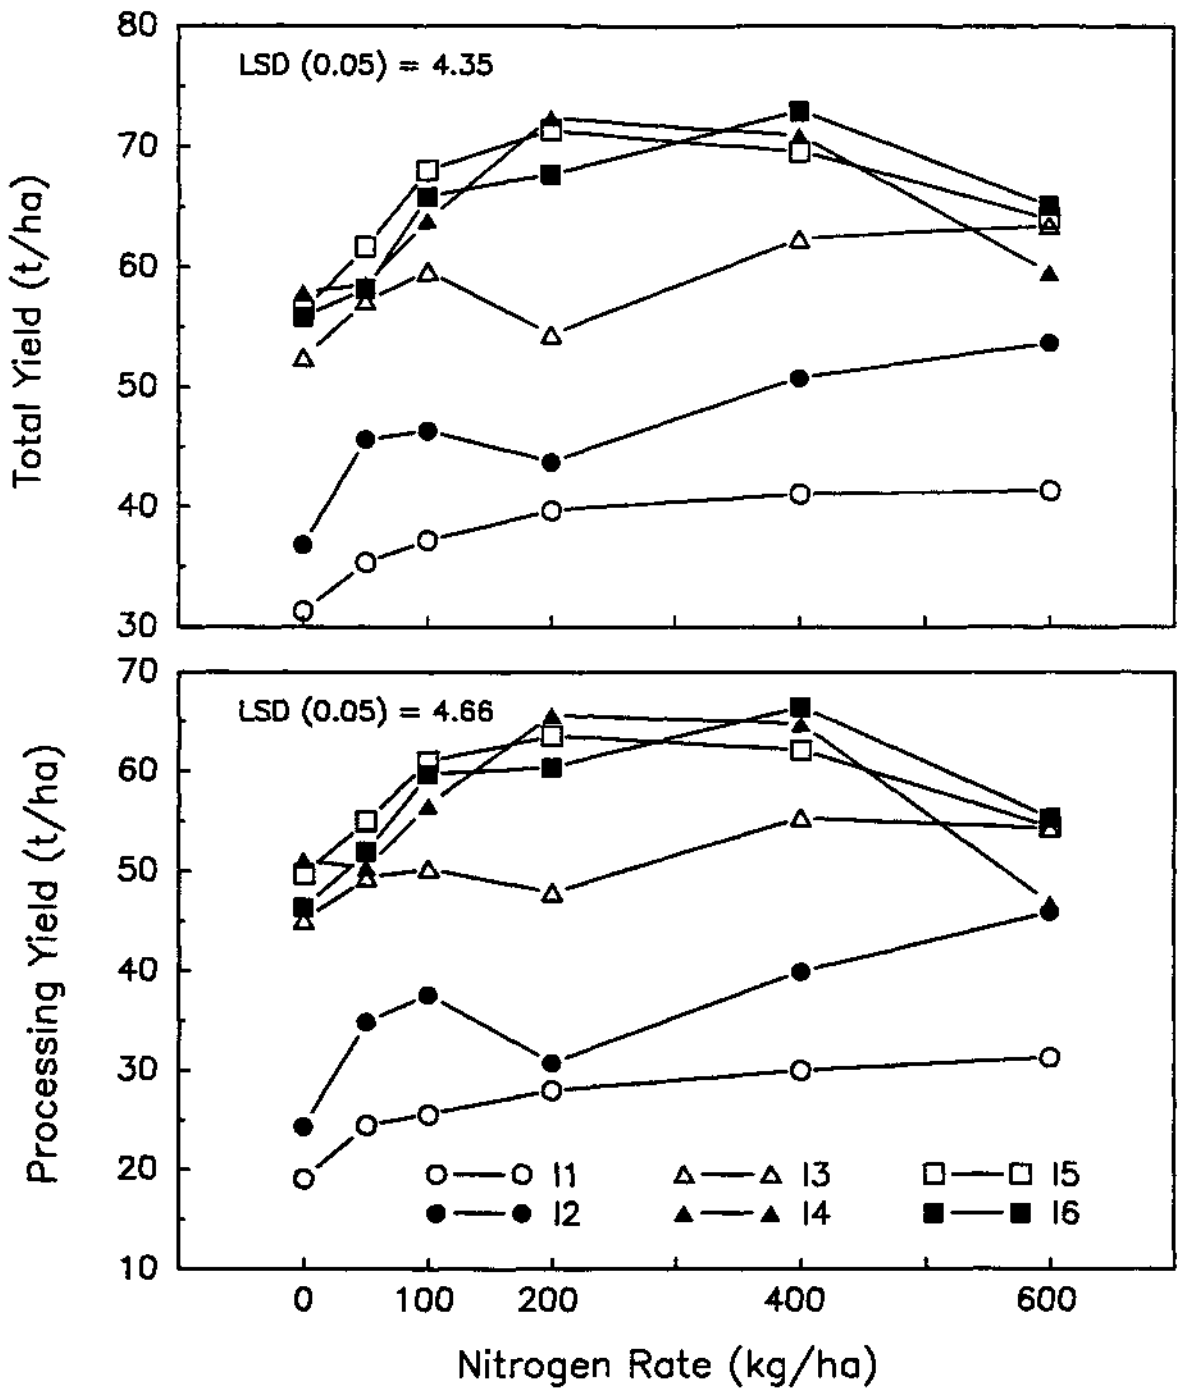 80
LSD (0.05) = 4.35
70
60
50
40
30
Total Yield (t/ha)
70
LSD (0.05) = 4.66
60
50
40
30
20
10
Processing Yield (t/ha)
I1 I3 I5
I2 I4 I6
0 100 200 400 600
Nitrogen Rate (kg/ha)